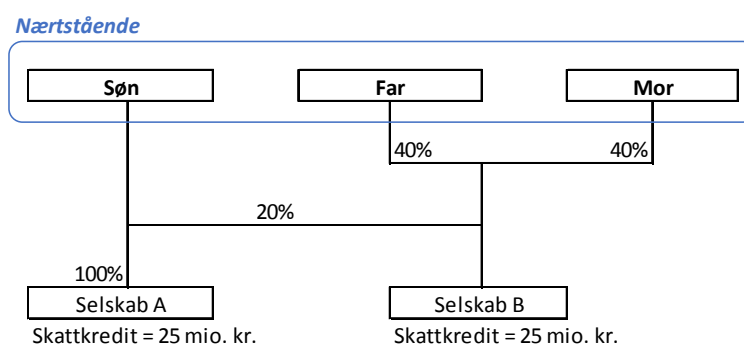 Nærtstående
Søn Far Mor
40% 40%
20%
100%
Selskab A Selskab B
Skattkredit = 25 mio. kr. Skattkredit = 25 mio. kr.